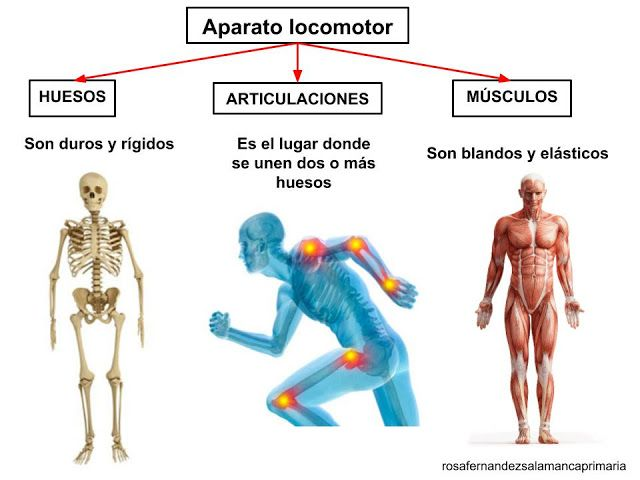 Aparato locomotor
HUESOS
ARTICULACIONES
MÚSCULOS
Son duros y rígidos
Es el lugar donde
se unen dos o más
huesos
Son blandos y elásticos
rosafernandezsalamancaprimaria